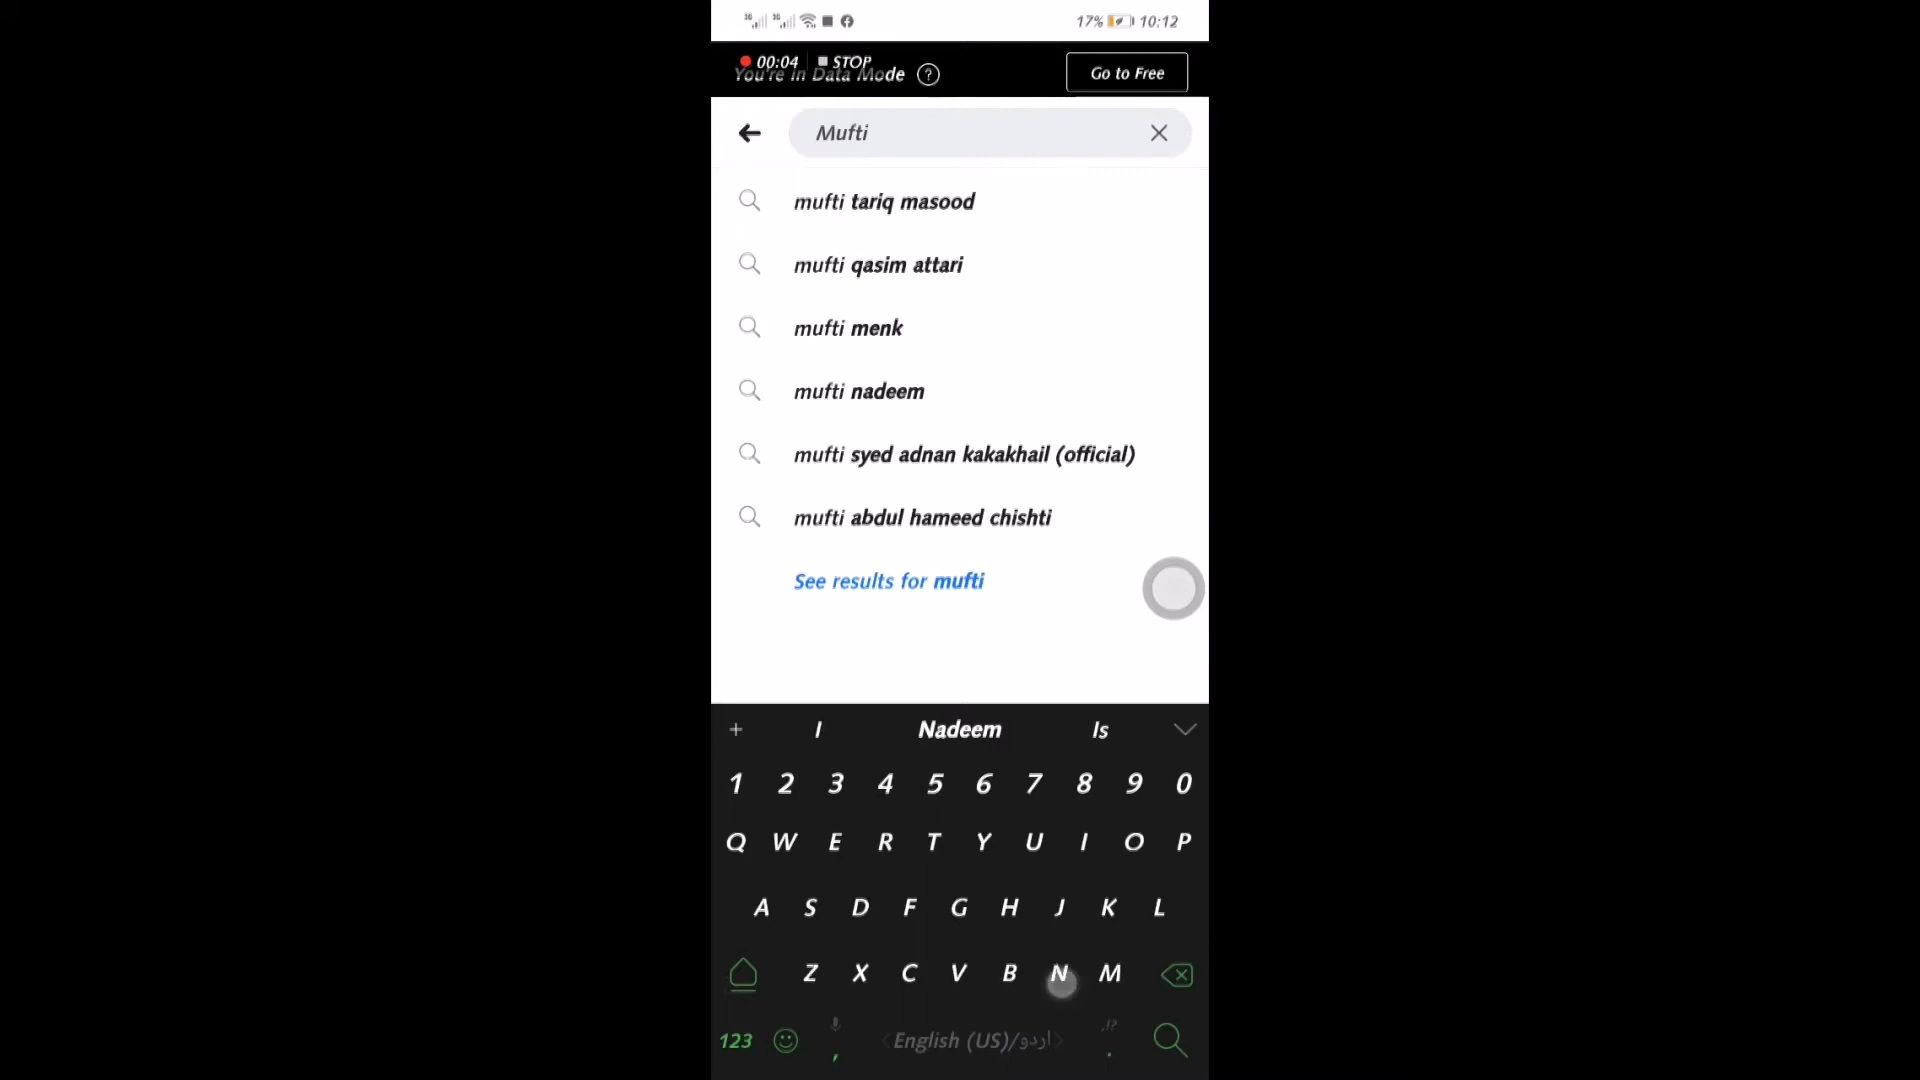 3G 3G 17% 10:12
00:04 STOP
You're in Data Mode ? Go to Free
Mufti
mufti tariq masood
mufti qasim attari
mufti menk
mufti nadeem
mufti syed adnan kakakhail (official)
mufti abdul hameed chishti
See results for mufti
+ I Nadeem Is
1 2 3 4 5 6 7 8 9 0
Q W E R T Y U I O P
A S D F G H J K L
Z X C V B N M
,!?
123 , English (US)/اردو .